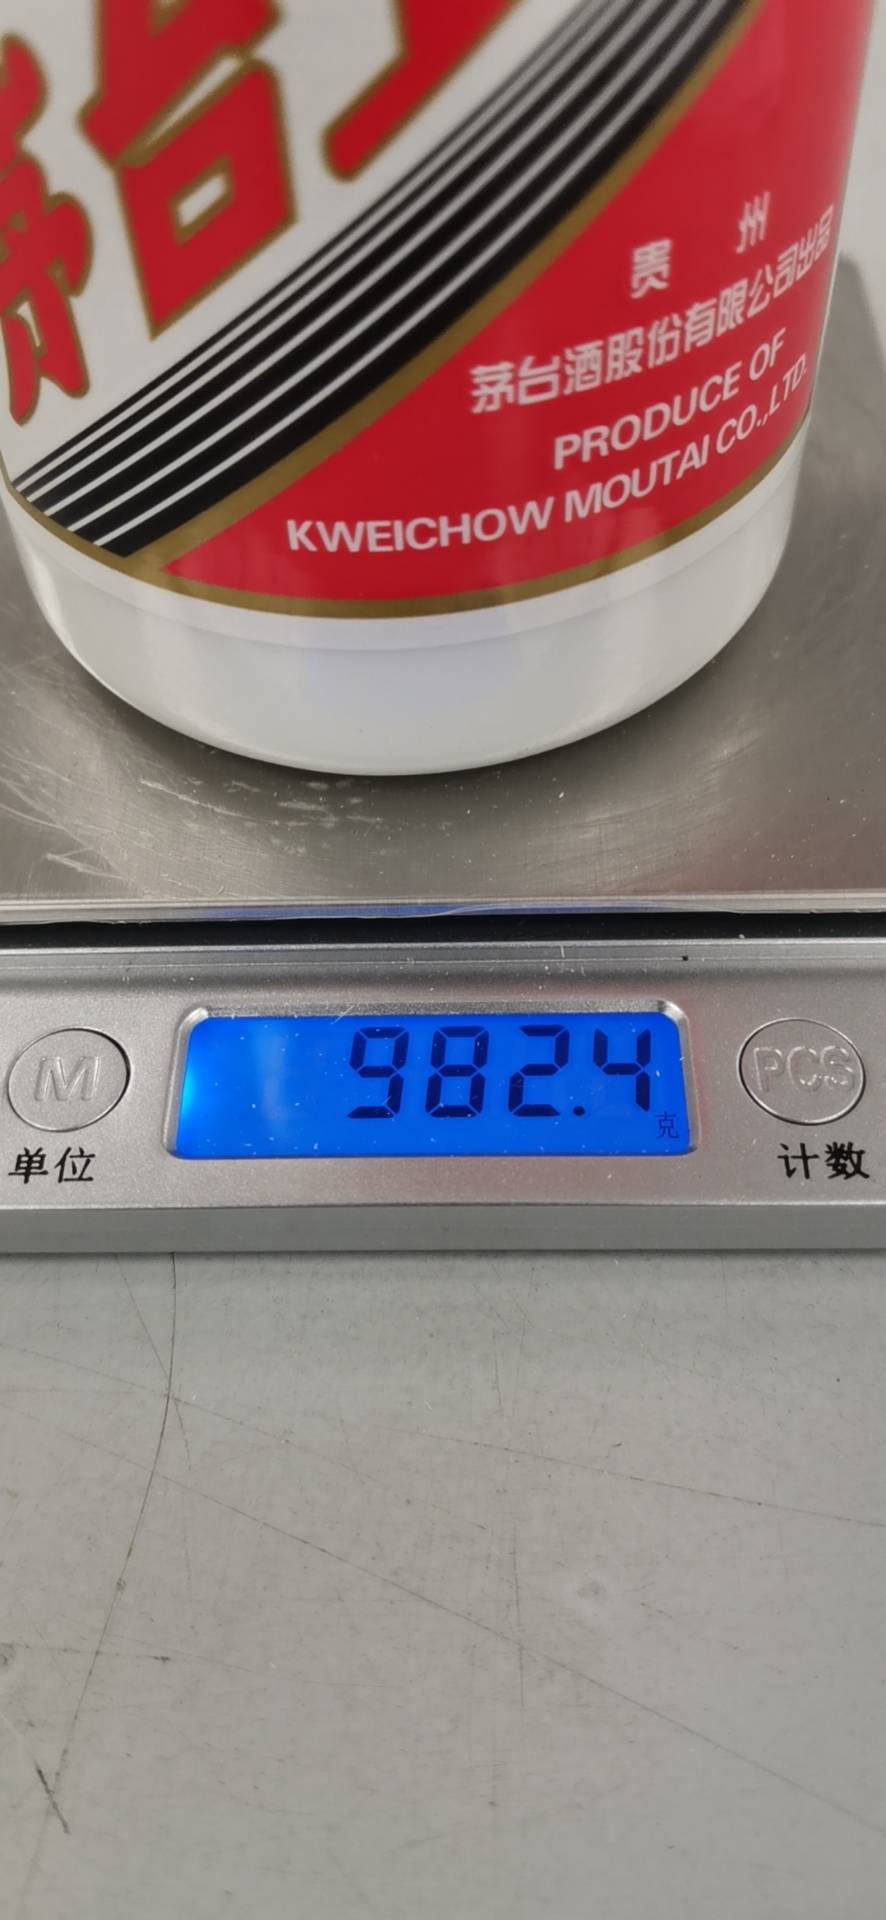 茅台
贵州
茅台酒股份有限公司出品
PRODUCE OF
KWEICHOW MOUTAI CO.,LTD.
982.4
克
M
PCS
单位
计数